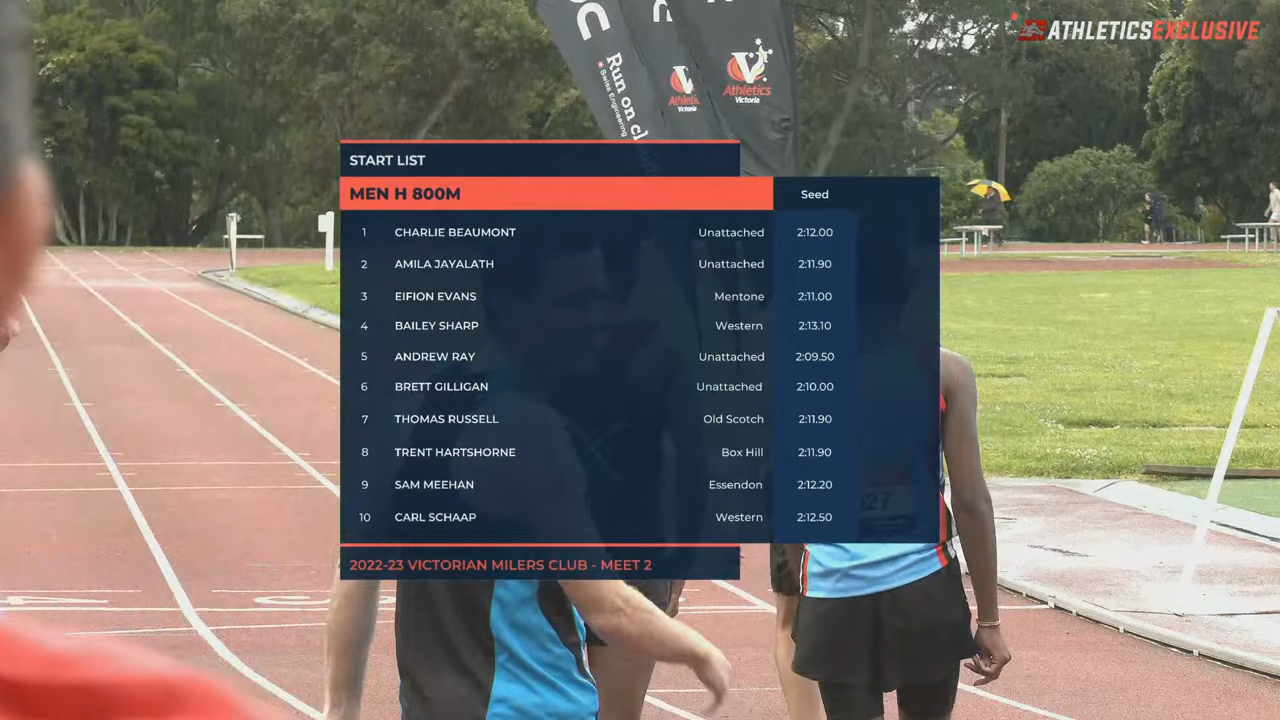 ATHLETICSEXCLUSIVE
Run on cl
Swiss Engineering
Athletics
Victoria
Athletics
Victoria
START LIST
MEN H 800M Seed
1 CHARLIE BEAUMONT Unattached 2:12.00
2 AMILA JAYALATH Unattached 2:11.90
3 EIFION EVANS Mentone 2:11.00
4 BAILEY SHARP Western 2:13.10
5 ANDREW RAY Unattached 2:09.50
6 BRETT GILLIGAN Unattached 2:10.00
7 THOMAS RUSSELL Old Scotch 2:11.90
8 TRENT HARTSHORNE Box Hill 2:11.90
9 SAM MEEHAN Essendon 2:12.20
10 CARL SCHAAP Western 2:12.50
2022-23 VICTORIAN MILERS CLUB - MEET 2